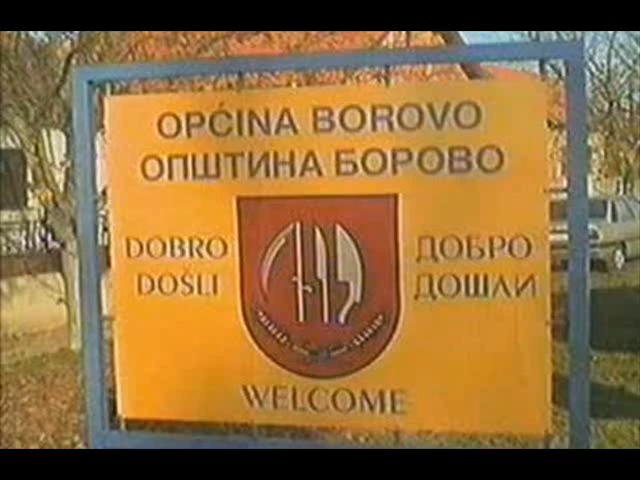 OPĆINA BOROVO
ОПШТИНА БОРОВО
DOBRO DOŠLI
ДОБРО ДОШЛИ
WELCOME